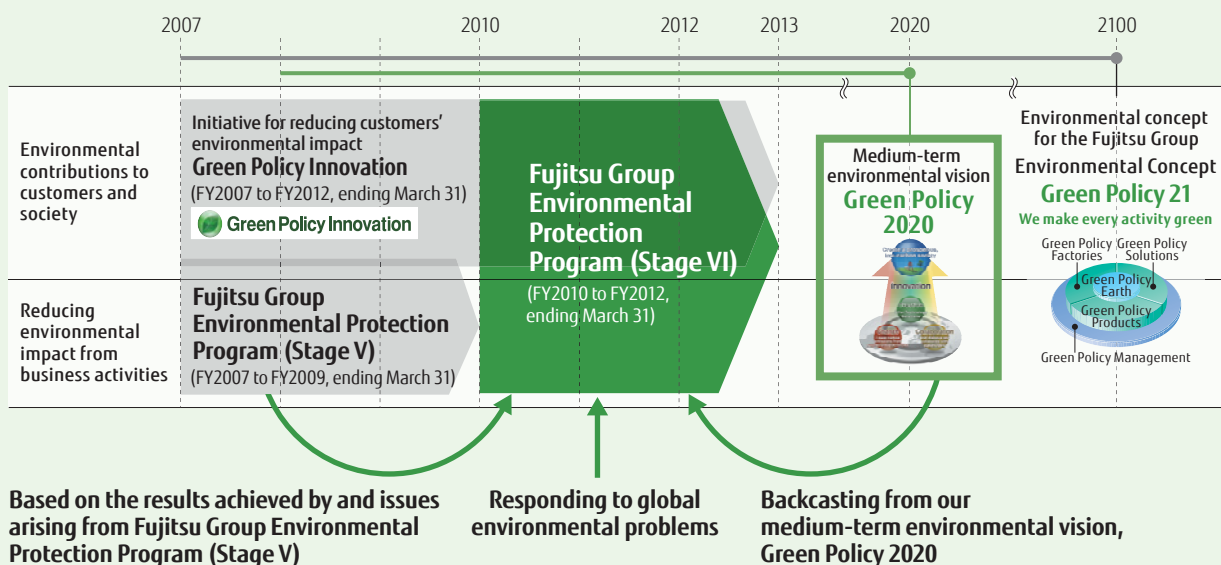 2007
2010
2012
2013
2020
2100
Environmental
contributions to
customers and
society
Initiative for reducing customers'
environmental impact
Green Policy Innovation
(FY2007 to FY2012, ending March 31)
Green Policy Innovation
Fujitsu Group
Environmental
Protection
Program (Stage VI)
(FY2010 to FY2012,
ending March 31)
Medium-term
environmental vision
Green Policy
2020
Environmental concept
for the Fujitsu Group
Environmental Concept
Green Policy 21
We make every activity green
Green Policy
Factories
Green Policy
Solutions
Green Policy
Earth
Green Policy
Products
Green Policy Management
Reducing
environmental
impact from
business activities
Fujitsu Group
Environmental Protection
Program (Stage V)
(FY2007 to FY2009, ending March 31)
Based on the results achieved by and issues
arising from Fujitsu Group Environmental
Protection Program (Stage V)
Responding to global
environmental problems
Backcasting from our
medium-term environmental vision,
Green Policy 2020